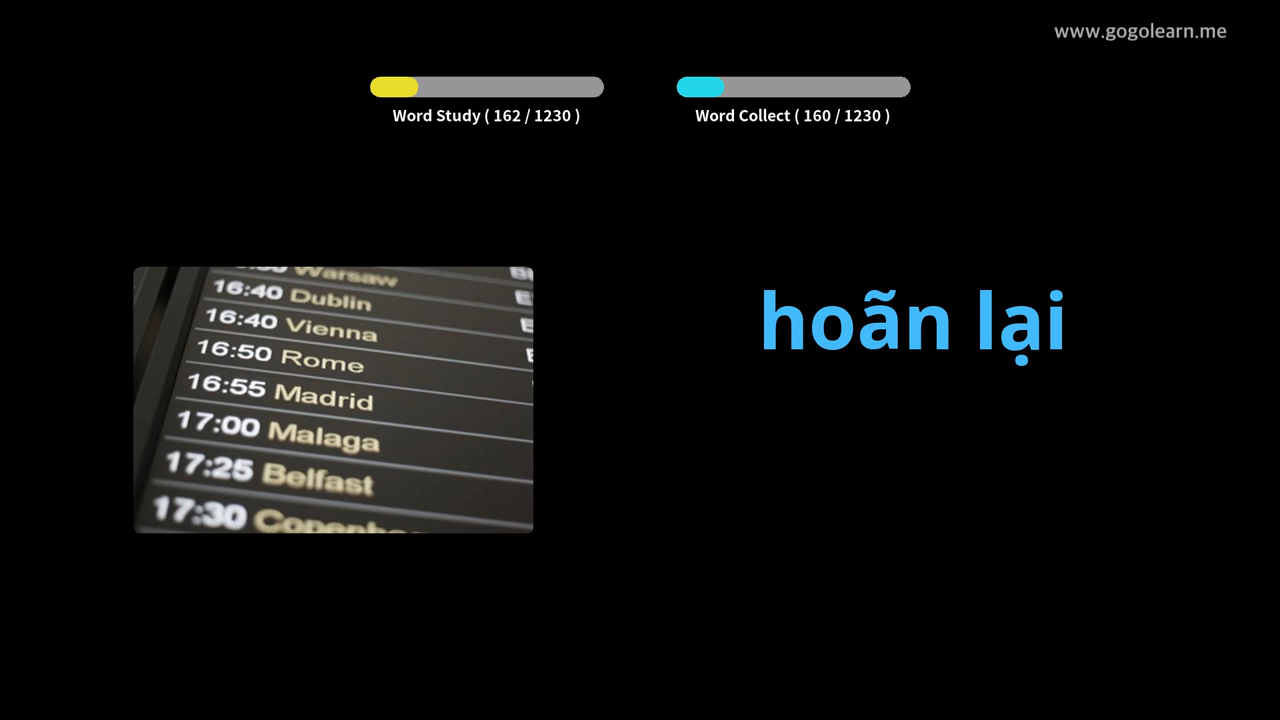 www.gogolearn.me
Word Study ( 162 / 1230 )
Word Collect ( 160 / 1230 )
Warsaw
16:40 Dublin
16:40 Vienna
16:50 Rome
16:55 Madrid
17:00 Malaga
17:25 Belfast
17:30
hoãn lại